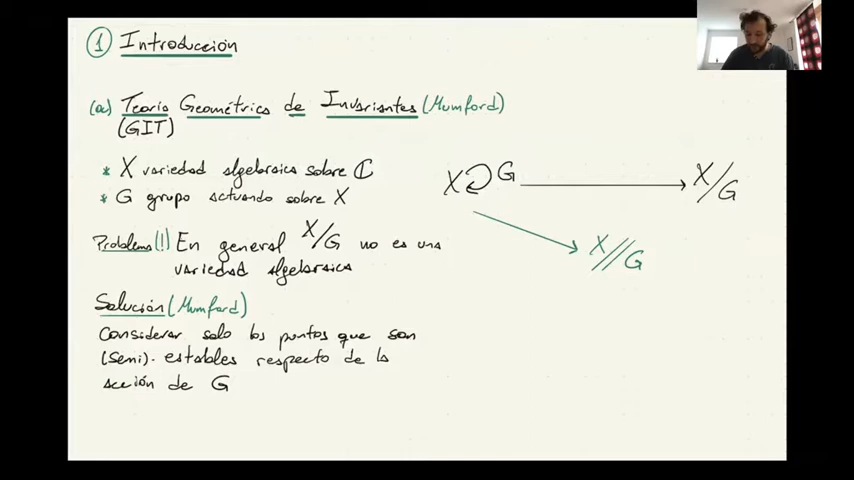 ① Introducción
(a) Teoría Geométrica de Invariantes (Mumford)
(GIT)
* X variedad algebraica sobre ℂ
* G grupo actuando sobre X
Problema (!) En general X/G no es una
variedad algebraica
Solución (Mumford)
Considerar solo los puntos que son
(semi)-estables respecto de la
acción de G
X G
X/G
X//G